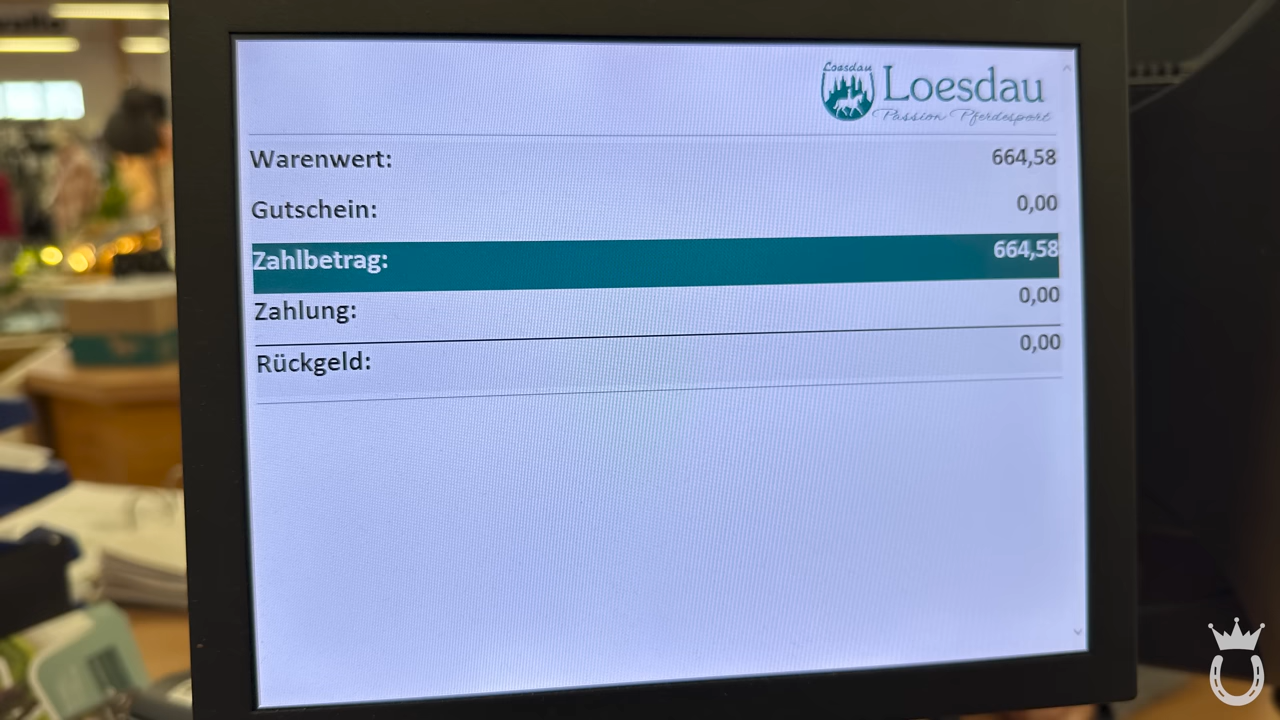 Loesdau
Loesdau
Passion Pferdesport
Warenwert: 664,58
Gutschein: 0,00
Zahlbetrag: 664,58
Zahlung: 0,00
Rückgeld: 0,00